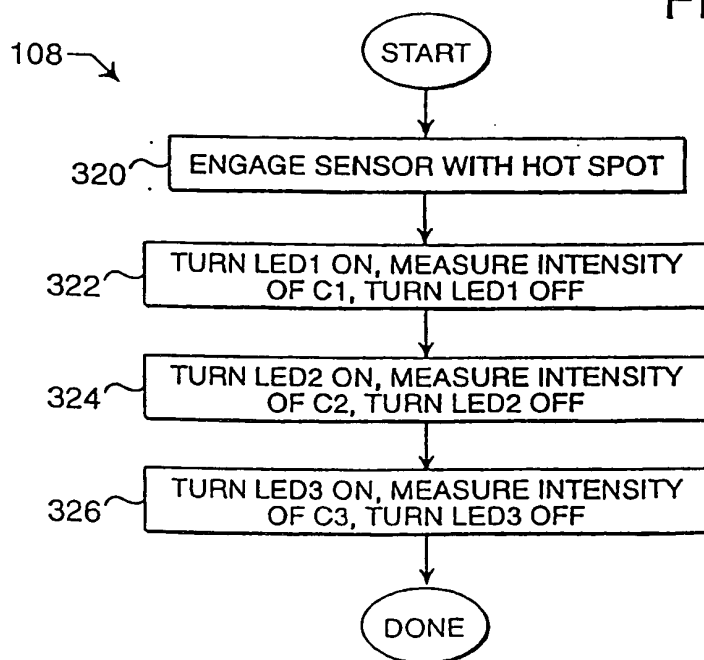 108
START
320
ENGAGE SENSOR WITH HOT SPOT
322
TURN LED1 ON, MEASURE INTENSITY
OF C1, TURN LED1 OFF
324
TURN LED2 ON, MEASURE INTENSITY
OF C2, TURN LED2 OFF
326
TURN LED3 ON, MEASURE INTENSITY
OF C3, TURN LED3 OFF
DONE